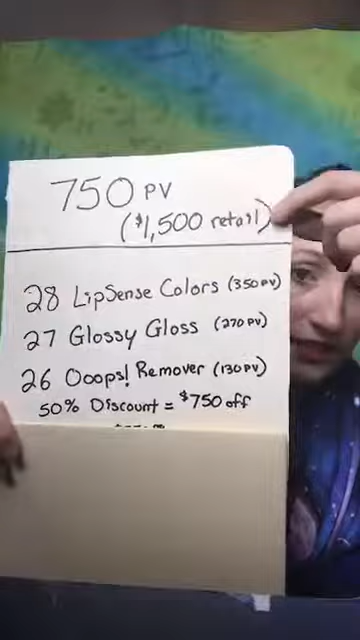 750 PV
($1,500 retail)
28 LipSense Colors (350 PV)
27 Glossy Gloss (270 PV)
26 Ooops! Remover (130 PV)
50% Discount = $750 off